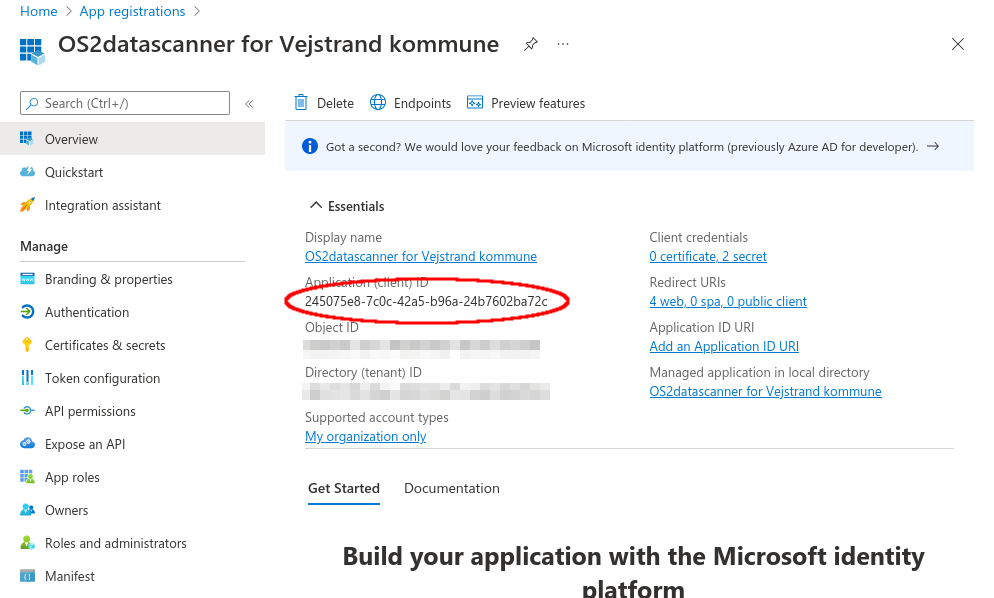 Home > App registrations >
OS2datascanner for Vejstrand kommune ...
Search (Ctrl+/) «
Overview
Quickstart
Integration assistant
Manage
Branding & properties
Authentication
Certificates & secrets
Token configuration
API permissions
Expose an API
App roles
Owners
Roles and administrators
Manifest
Delete Endpoints Preview features
Got a second? We would love your feedback on Microsoft identity platform (previously Azure AD for developer). →
Essentials
Display name
OS2datascanner for Vejstrand kommune
Application (client) ID
245075e8-7c0c-42a5-b96a-24b7602ba72c
Object ID
Directory (tenant) ID
Supported account types
My organization only
Client credentials
0 certificate, 2 secret
Redirect URIs
4 web, 0 spa, 0 public client
Application ID URI
Add an Application ID URI
Managed application in local directory
OS2datascanner for Vejstrand kommune
Get Started Documentation
Build your application with the Microsoft identity
platform